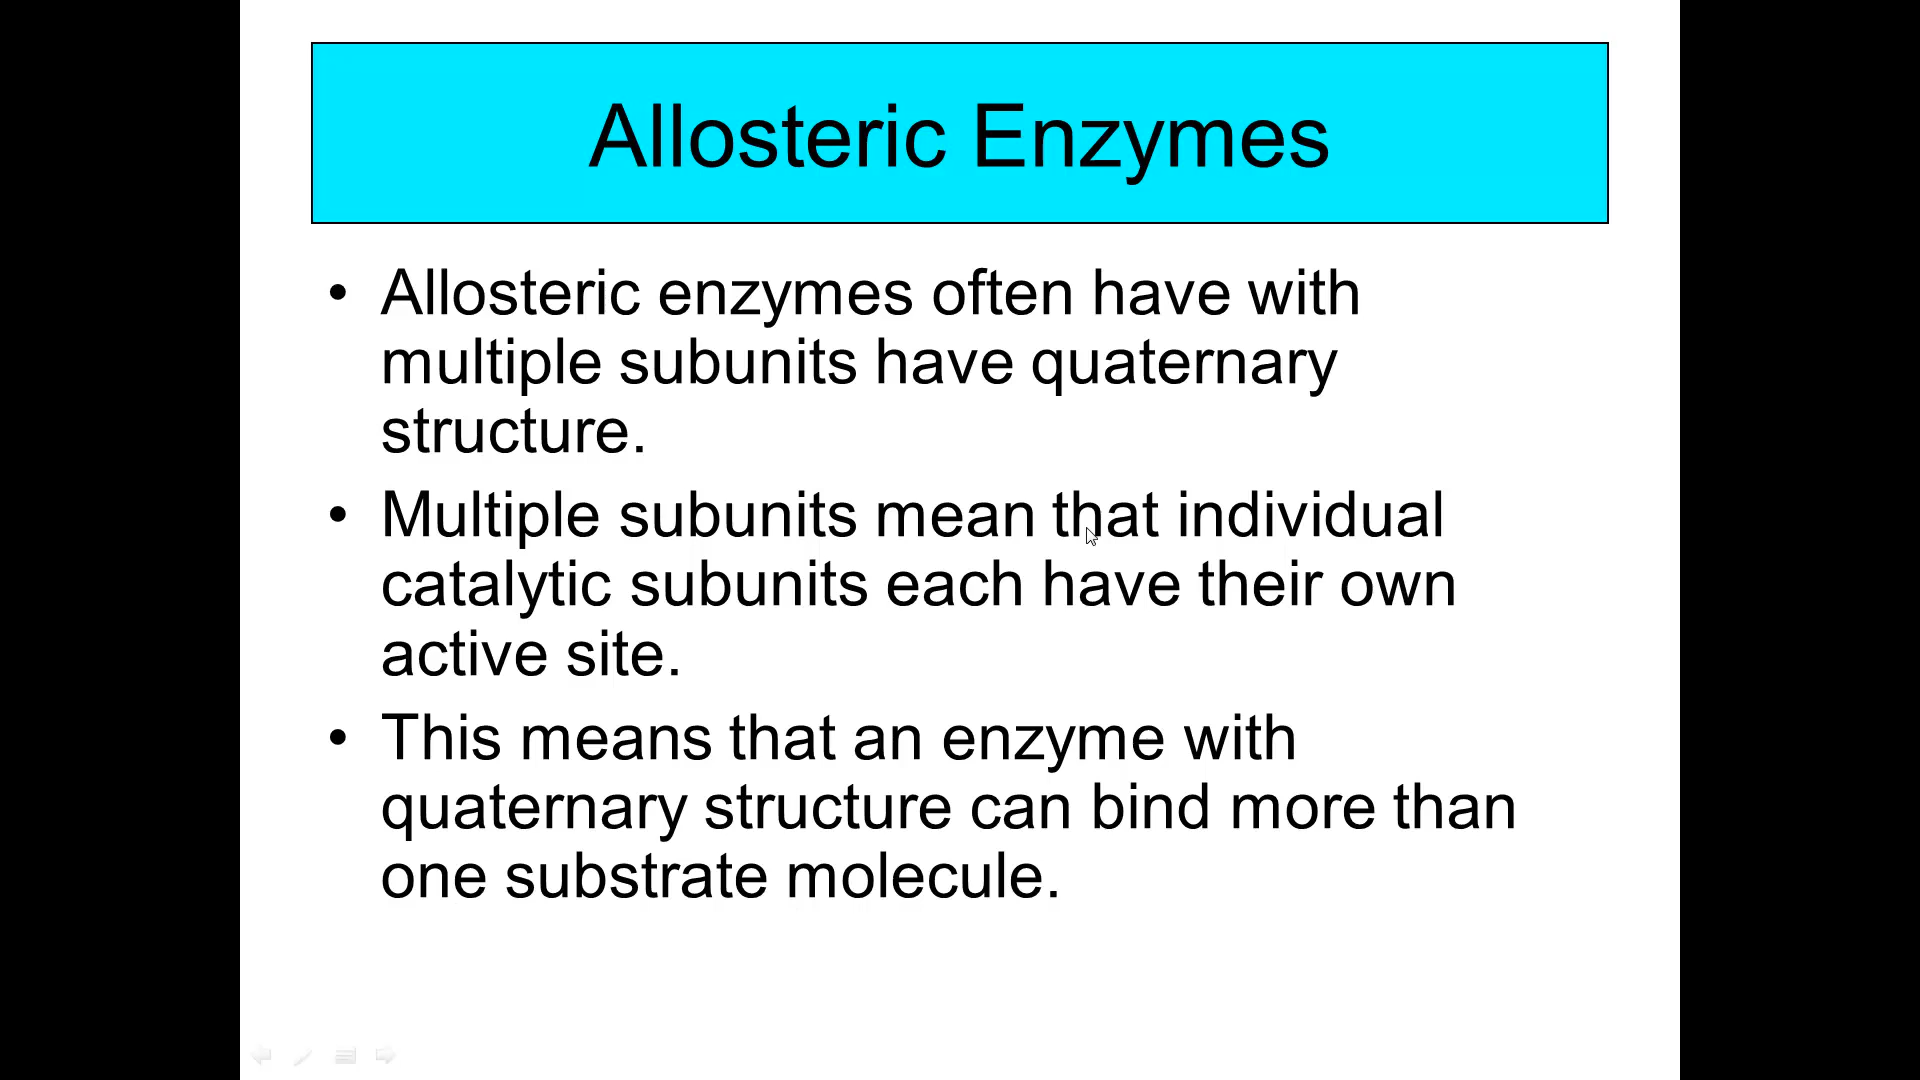 Allosteric Enzymes
• Allosteric enzymes often have with
multiple subunits have quaternary
structure.
• Multiple subunits mean that individual
catalytic subunits each have their own
active site.
• This means that an enzyme with
quaternary structure can bind more than
one substrate molecule.